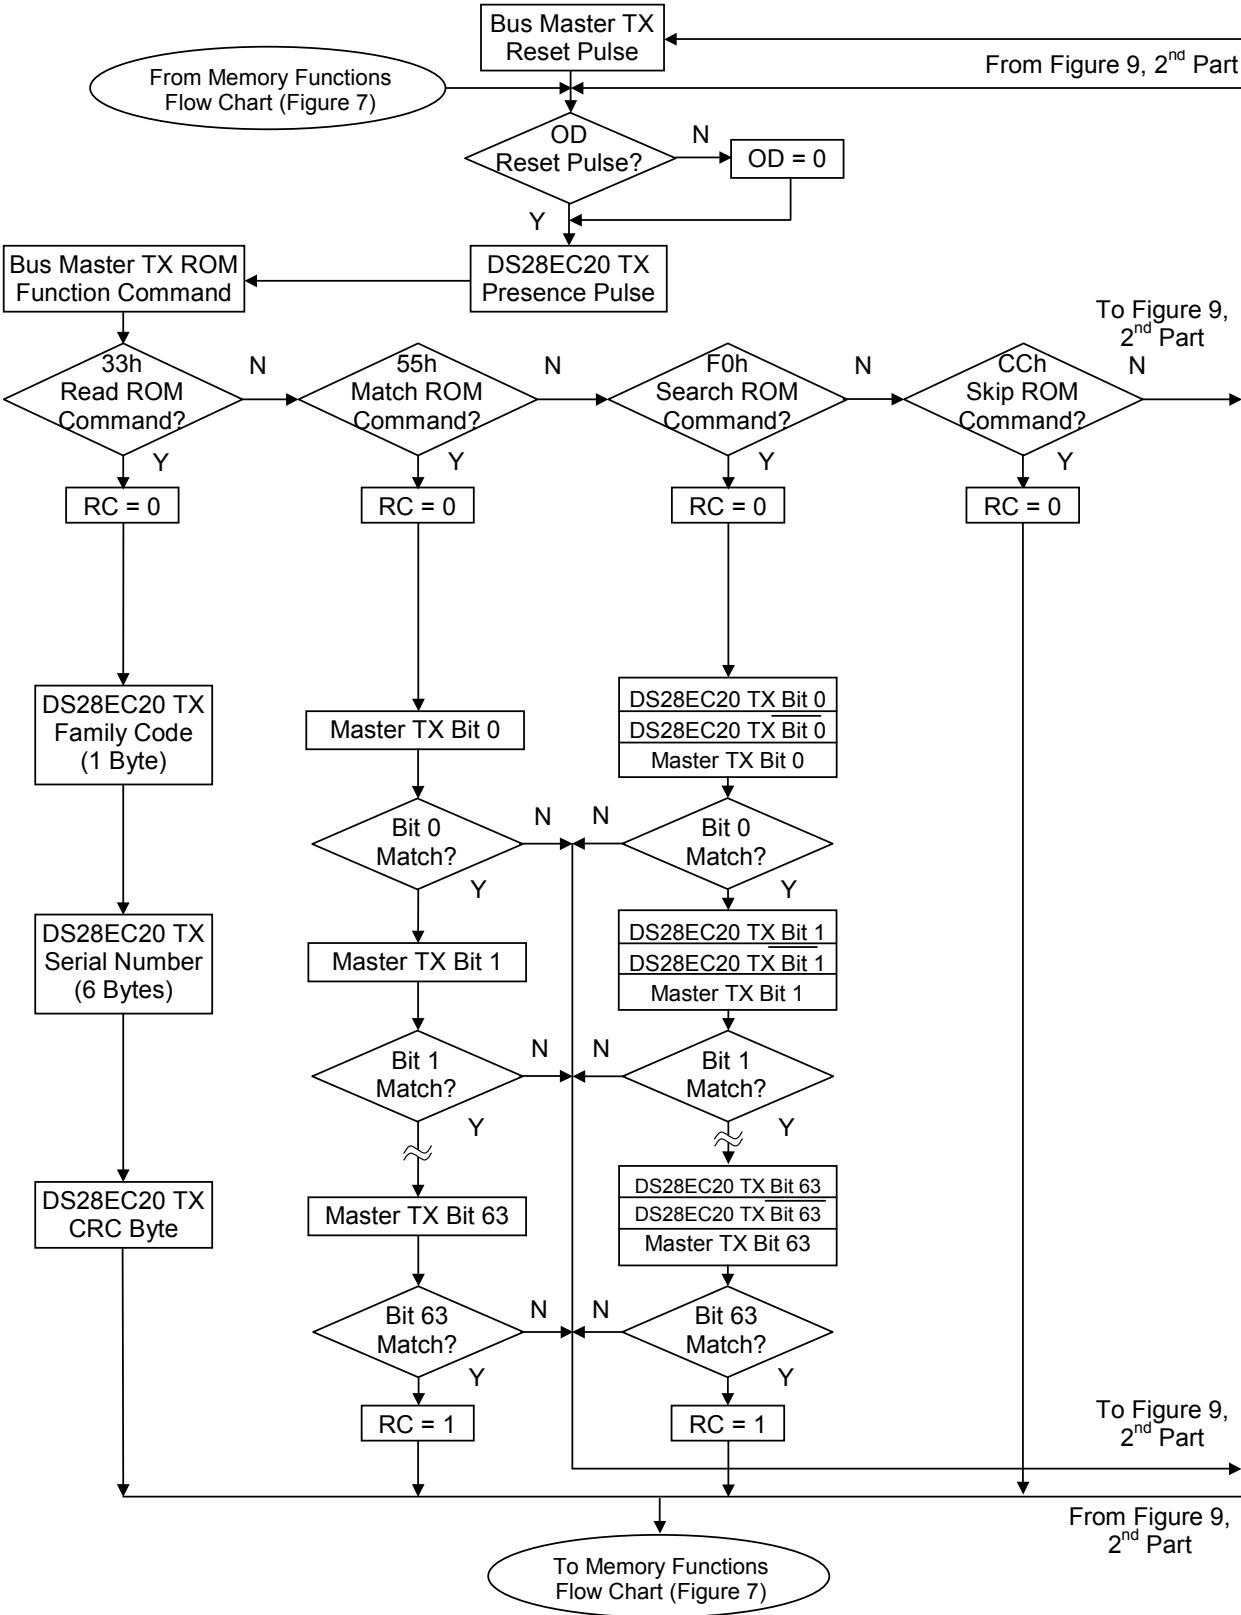 Bus Master TX
Reset Pulse
From Figure 9, 2nd Part
From Memory Functions
Flow Chart (Figure 7)
OD
Reset Pulse?
N
OD = 0
Y
Bus Master TX ROM
Function Command
DS28EC20 TX
Presence Pulse
To Figure 9,
2nd Part
33h
Read ROM
Command?
N
Y
55h
Match ROM
Command?
N
Y
F0h
Search ROM
Command?
N
Y
CCh
Skip ROM
Command?
N
Y
RC = 0
RC = 0
RC = 0
RC = 0
DS28EC20 TX
Family Code
(1 Byte)
Master TX Bit 0
DS28EC20 TX Bit 0
DS28EC20 TX Bit 0
Master TX Bit 0
Bit 0
Match?
N
Y
N
Bit 0
Match?
Y
DS28EC20 TX
Serial Number
(6 Bytes)
Master TX Bit 1
DS28EC20 TX Bit 1
DS28EC20 TX Bit 1
Master TX Bit 1
Bit 1
Match?
N
Y
N
Bit 1
Match?
Y
DS28EC20 TX
CRC Byte
Master TX Bit 63
DS28EC20 TX Bit 63
DS28EC20 TX Bit 63
Master TX Bit 63
Bit 63
Match?
N
Y
N
Bit 63
Match?
Y
RC = 1
RC = 1
To Figure 9,
2nd Part
From Figure 9,
2nd Part
To Memory Functions
Flow Chart (Figure 7)